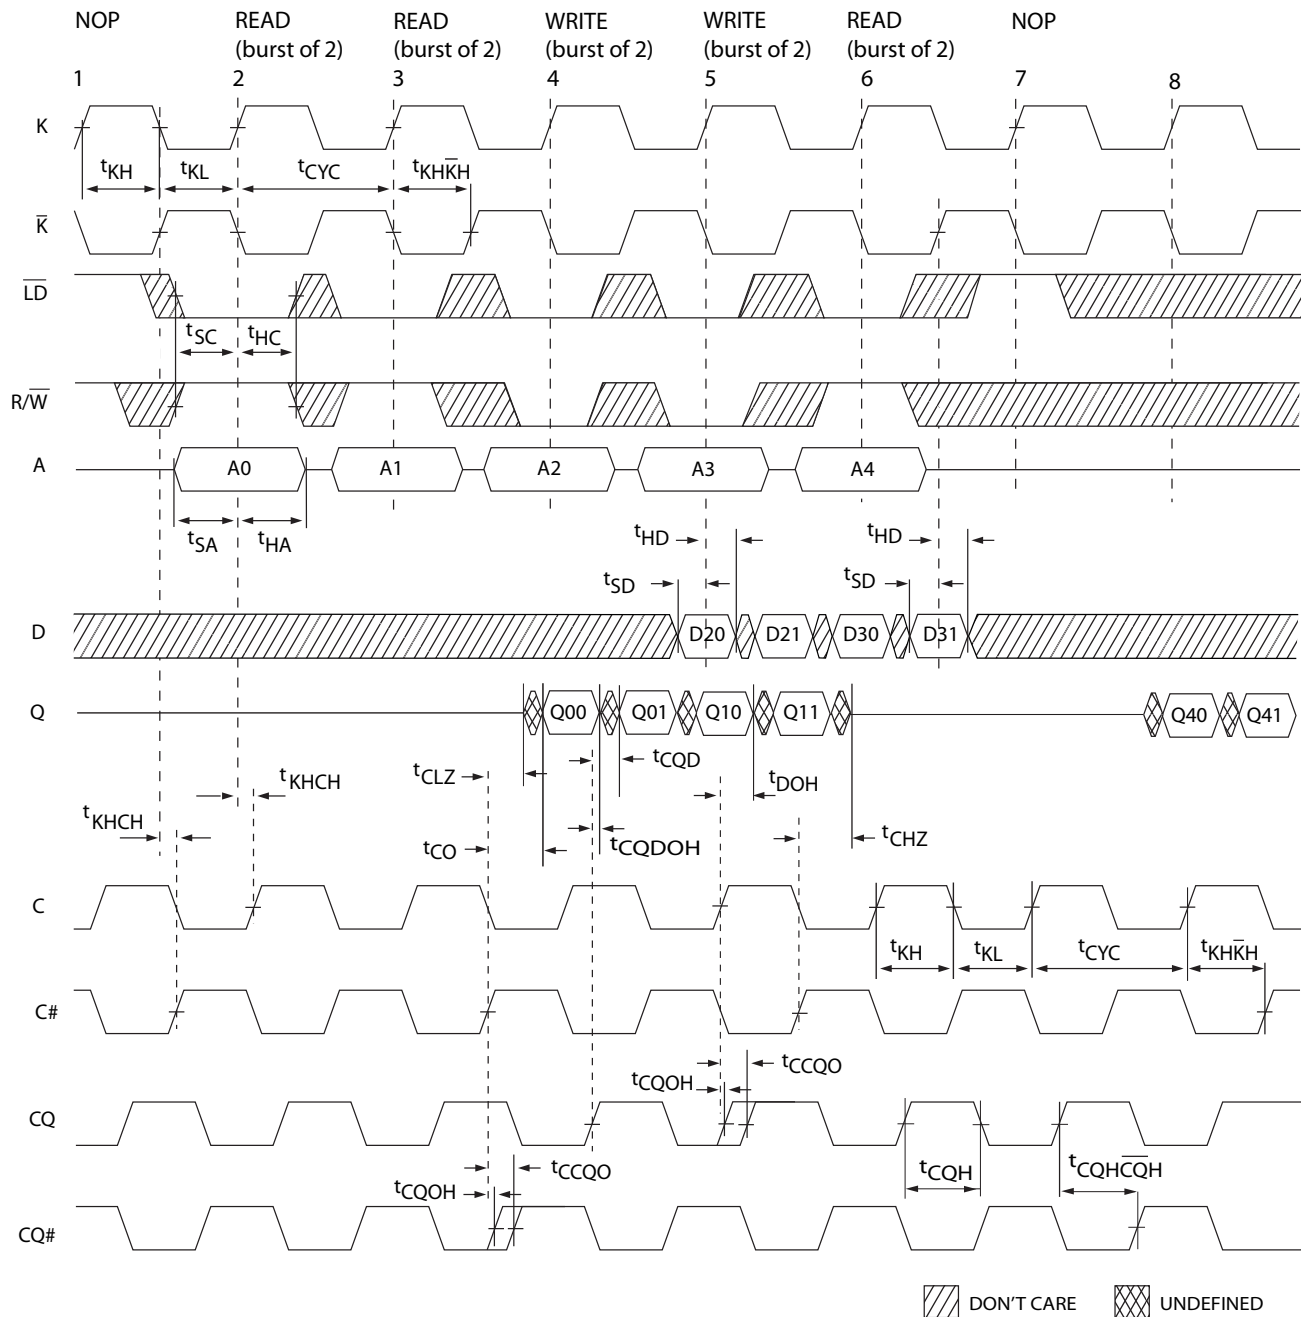 NOP READ READ WRITE WRITE READ NOP
(burst of 2) (burst of 2) (burst of 2) (burst of 2) (burst of 2)
1 2 3 4 5 6 7 8
K
tKH tKL tCYC tKHK̅H
K̅
L̅D̅
tSC tHC
R/W̅
A A0 A1 A2 A3 A4
tSA tHA tHD tHD
tSD tSD
D D20 D21 D30 D31
Q Q00 Q01 Q10 Q11 Q40 Q41
tKHCH tCLZ tCQD tDOH
tKHCH tCO tCQDOH tCHZ
C
tKH tKL tCYC tKHK̅H
C#
tCQOH tCCQO
CQ
tCCQO tCQH tCQHC̅Q̅H
tCQOH
CQ#
DON'T CARE UNDEFINED